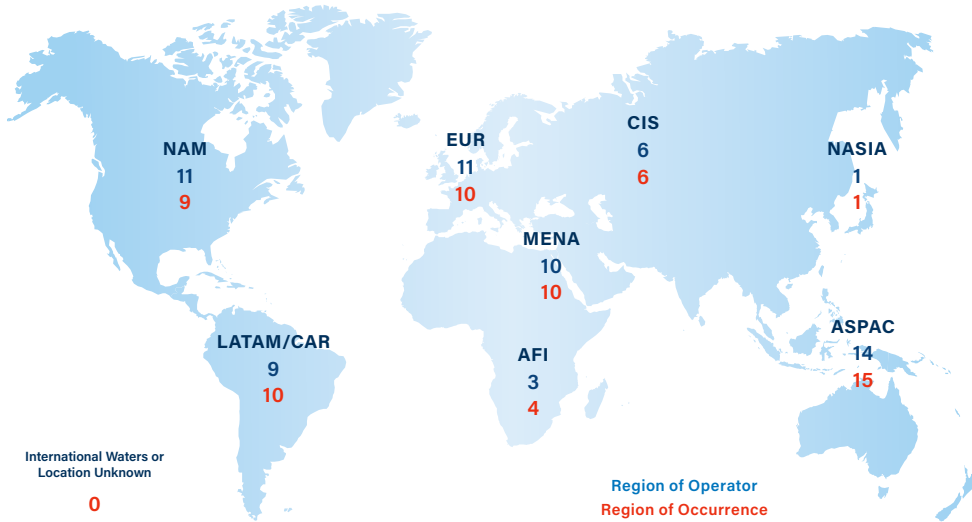 NAM
11
9
EUR
11
10
CIS
6
6
NASIA
1
1
MENA
10
10
LATAM/CAR
9
10
AFI
3
4
ASPAC
14
15
International Waters or
Location Unknown
0
Region of Operator
Region of Occurrence